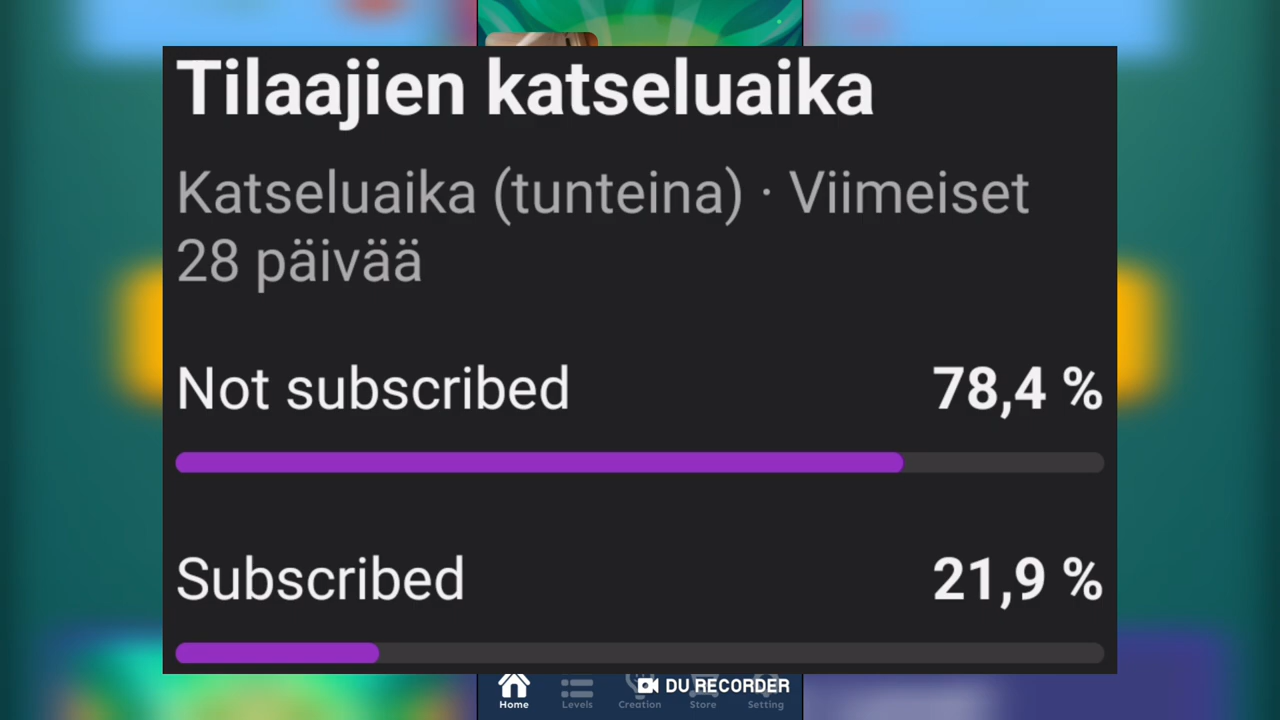 Tilaajien katseluaika
Katseluaika (tunteina) · Viimeiset
28 päivää
Not subscribed 78,4 %
Subscribed 21,9 %
DU RECORDER
Home Levels Creation Store Setting